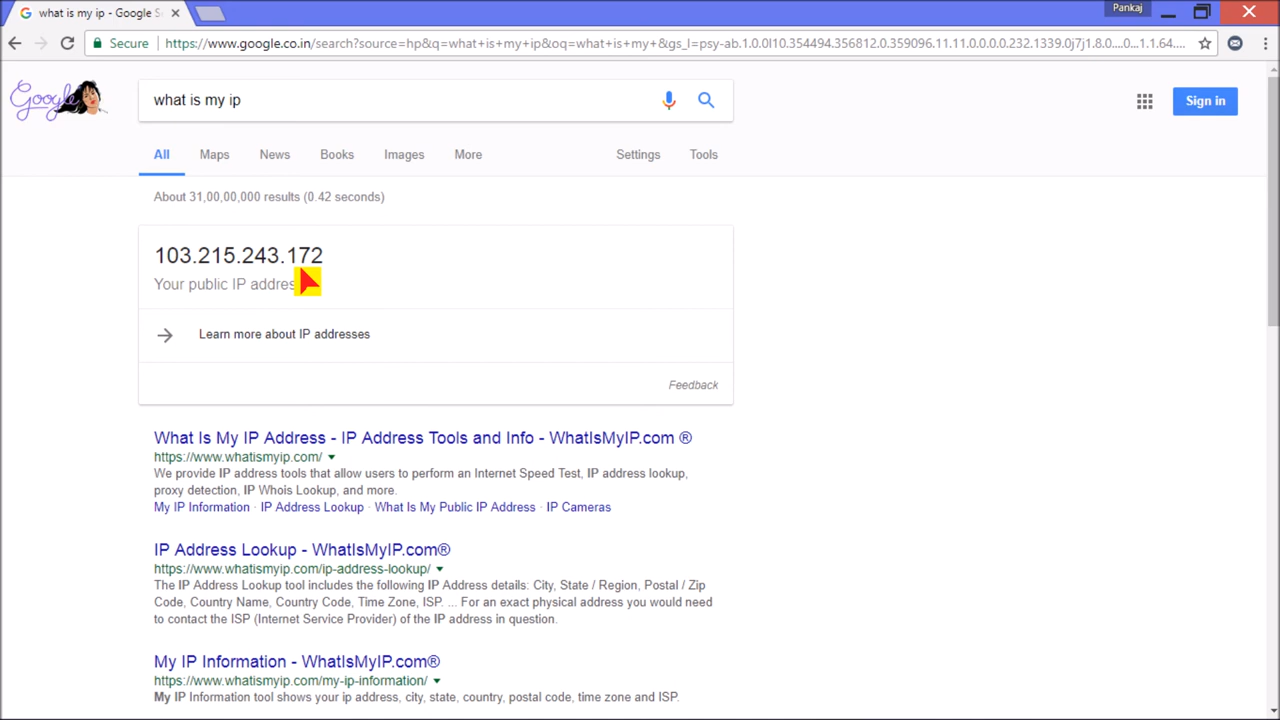 what is my ip - Google S
Pankaj
Secure
https://www.google.co.in/search?source=hp&q=what+is+my+ip&oq=what+is+my+&gs_l=psy-ab.1.0.0l10.354494.356812.0.359096.11.11.0.0.0.0.232.1339.0j7j1.8.0....0...1.1.64....
Google
what is my ip
Sign in
All Maps News Books Images More Settings Tools
About 31,00,00,000 results (0.42 seconds)
103.215.243.172
Your public IP addres
Learn more about IP addresses
Feedback
What Is My IP Address - IP Address Tools and Info - WhatIsMyIP.com ®
https://www.whatismyip.com/
We provide IP address tools that allow users to perform an Internet Speed Test, IP address lookup,
proxy detection, IP Whois Lookup, and more.
My IP Information · IP Address Lookup · What Is My Public IP Address · IP Cameras
IP Address Lookup - WhatIsMyIP.com®
https://www.whatismyip.com/ip-address-lookup/
The IP Address Lookup tool includes the following IP Address details: City, State / Region, Postal / Zip
Code, Country Name, Country Code, Time Zone, ISP. ... For an exact physical address you would need
to contact the ISP (Internet Service Provider) of the IP address in question.
My IP Information - WhatIsMyIP.com®
https://www.whatismyip.com/my-ip-information/
My IP Information tool shows your ip address, city, state, country, postal code, time zone and ISP.